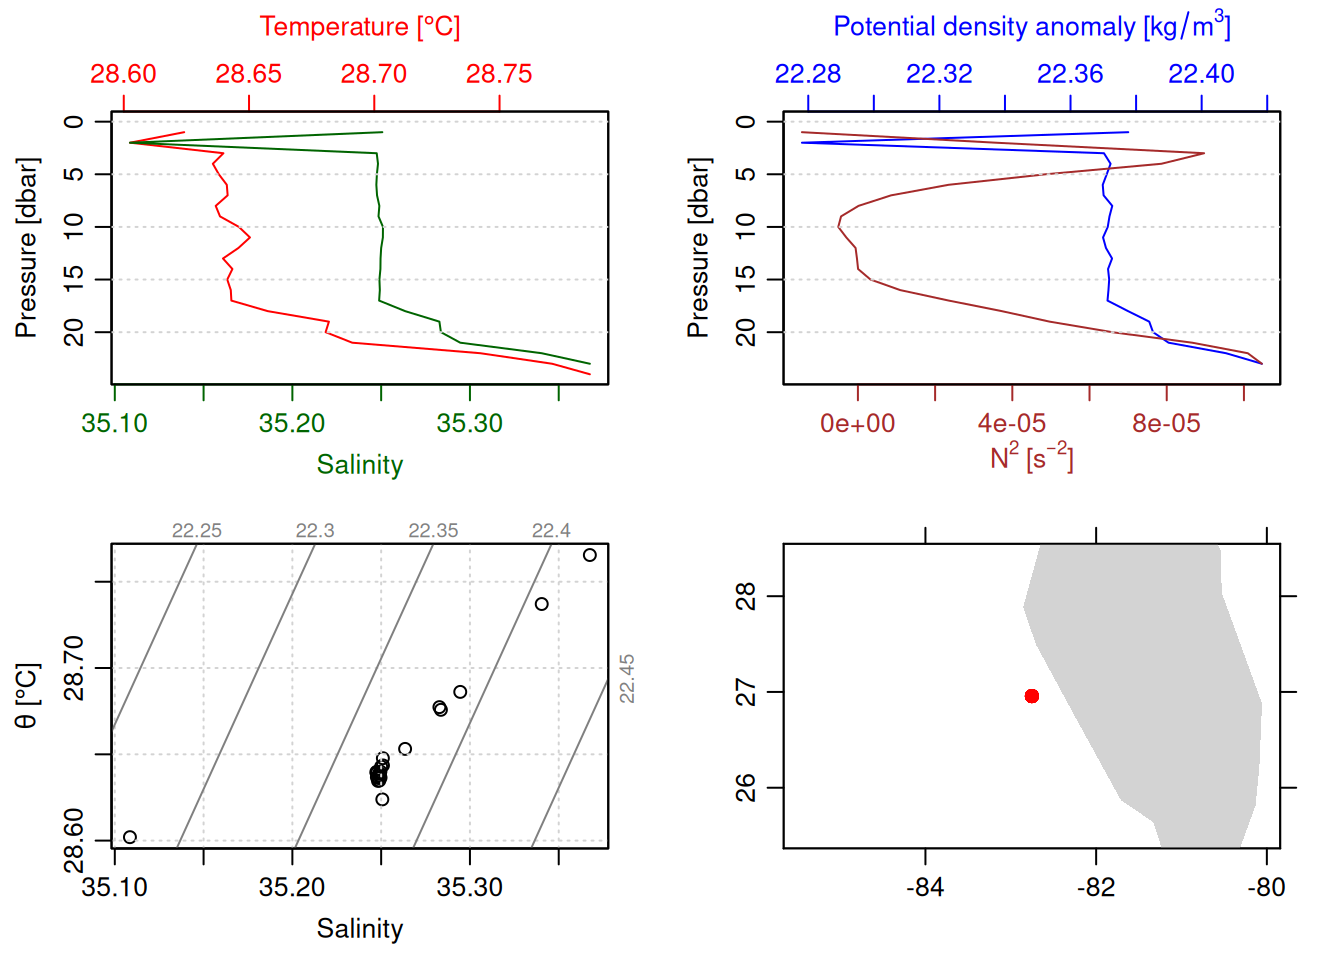 Temperature [°C]
28.60 28.65 28.70 28.75
0 5 10 15 20
Pressure [dbar]
35.10 35.20 35.30
Salinity
Potential density anomaly [kg/m³]
22.28 22.32 22.36 22.40
0 5 10 15 20
Pressure [dbar]
0e+00 4e-05 8e-05
N² [s⁻²]
22.25 22.3 22.35 22.4
22.45
28.60 28.70
θ [°C]
35.10 35.20 35.30
Salinity
28
27
26
-84 -82 -80